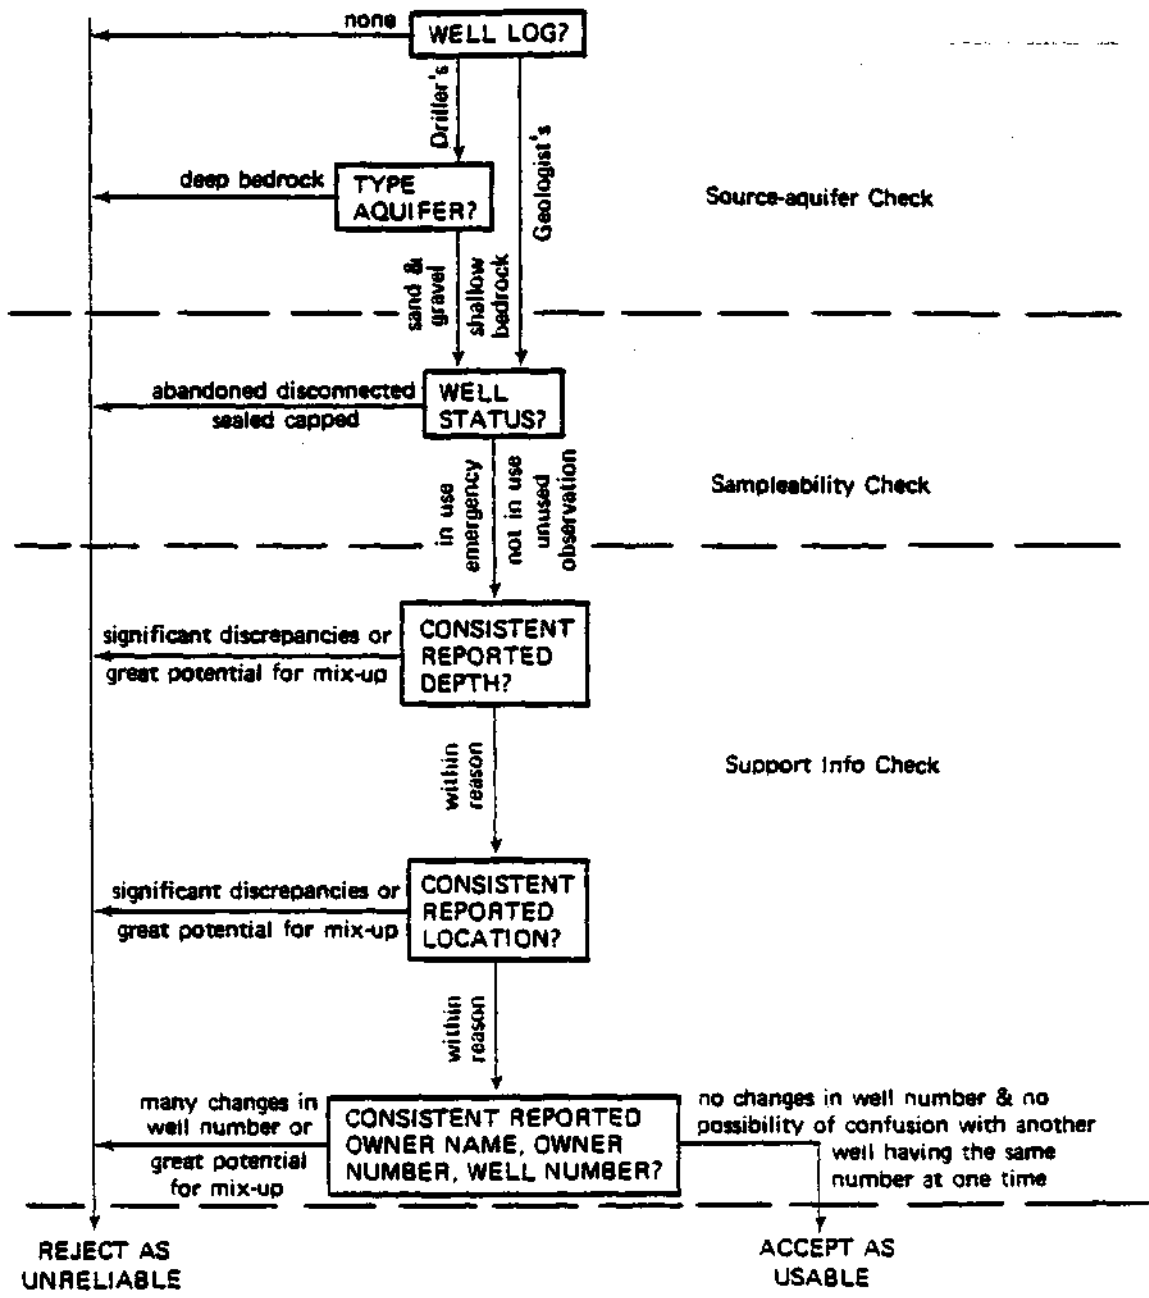 none
WELL LOG?
Driller's
Geologist's
deep bedrock
TYPE
AQUIFER?
Source-aquifer Check
sand &
gravel
shallow
bedrock
abandoned disconnected
sealed capped
WELL
STATUS?
in use
emergency
not in use
unused
observation
Sampleability Check
significant discrepancies or
great potential for mix-up
CONSISTENT
REPORTED
DEPTH?
within
reason
Support Info Check
significant discrepancies or
great potential for mix-up
CONSISTENT
REPORTED
LOCATION?
within
reason
many changes in
well number or
great potential
for mix-up
CONSISTENT REPORTED
OWNER NAME, OWNER
NUMBER, WELL NUMBER?
no changes in well number & no
possibility of confusion with another
well having the same
number at one time
REJECT AS
UNRELIABLE
ACCEPT AS
USABLE